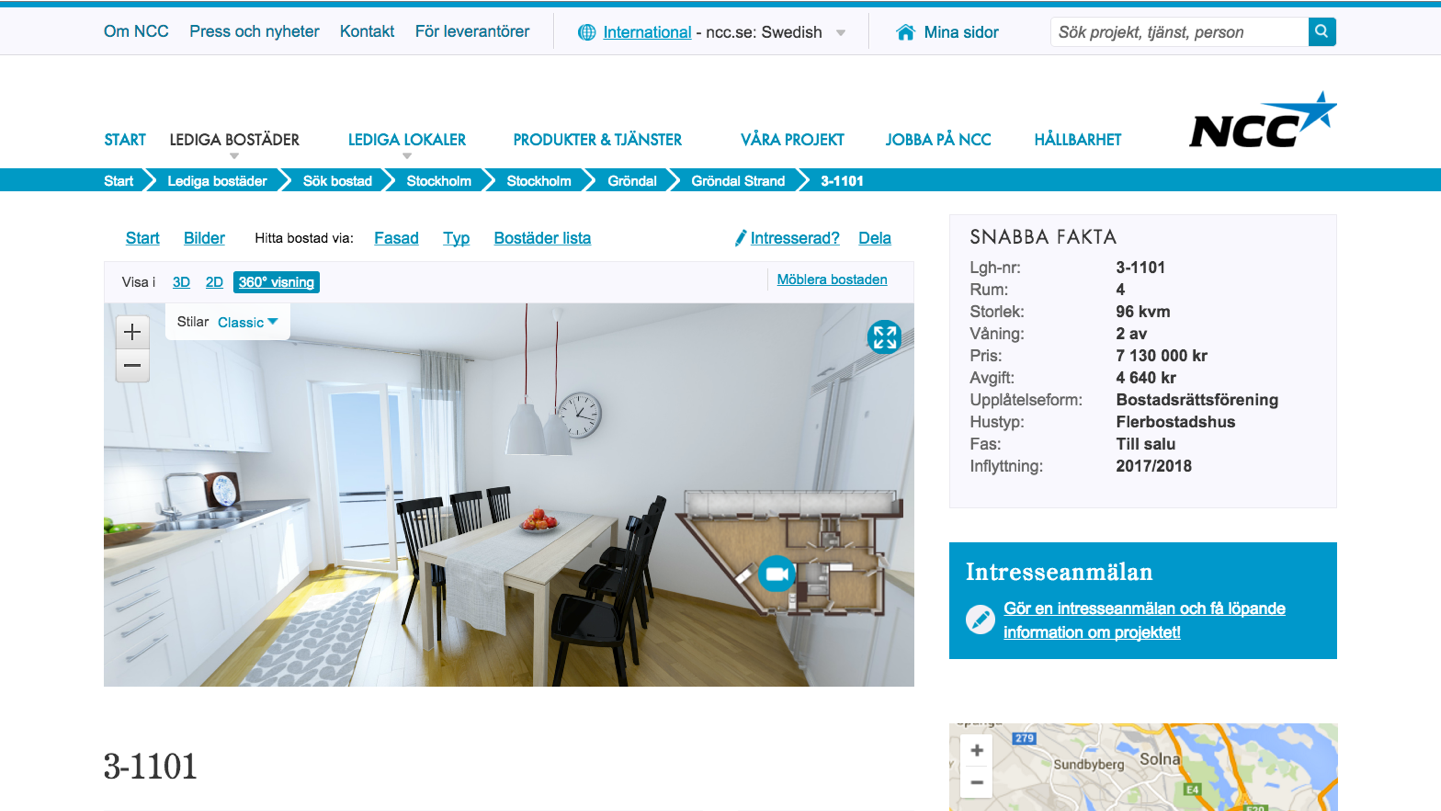 Om NCC Press och nyheter Kontakt För leverantörer International - ncc.se: Swedish Mina sidor Sök projekt, tjänst, person
NCC
START LEDIGA BOSTÄDER LEDIGA LOKALER PRODUKTER & TJÄNSTER VÅRA PROJEKT JOBBA PÅ NCC HÅLLBARHET
Start Lediga bostäder Sök bostad Stockholm Stockholm Gröndal Gröndal Strand 3-1101
Start Bilder Hitta bostad via: Fasad Typ Bostäder lista Intresserad? Dela
Visa i 3D 2D 360° visning Möblera bostaden
Stilar Classic
+
−
SNABBA FAKTA
Lgh-nr: 3-1101
Rum: 4
Storlek: 96 kvm
Våning: 2 av
Pris: 7 130 000 kr
Avgift: 4 640 kr
Upplåtelseform: Bostadsrättsförening
Hustyp: Flerbostadshus
Fas: Till salu
Inflyttning: 2017/2018
Intresseanmälan
Gör en intresseanmälan och få löpande
information om projektet!
3-1101
+
−
279
Sundbyberg
Solna
E4